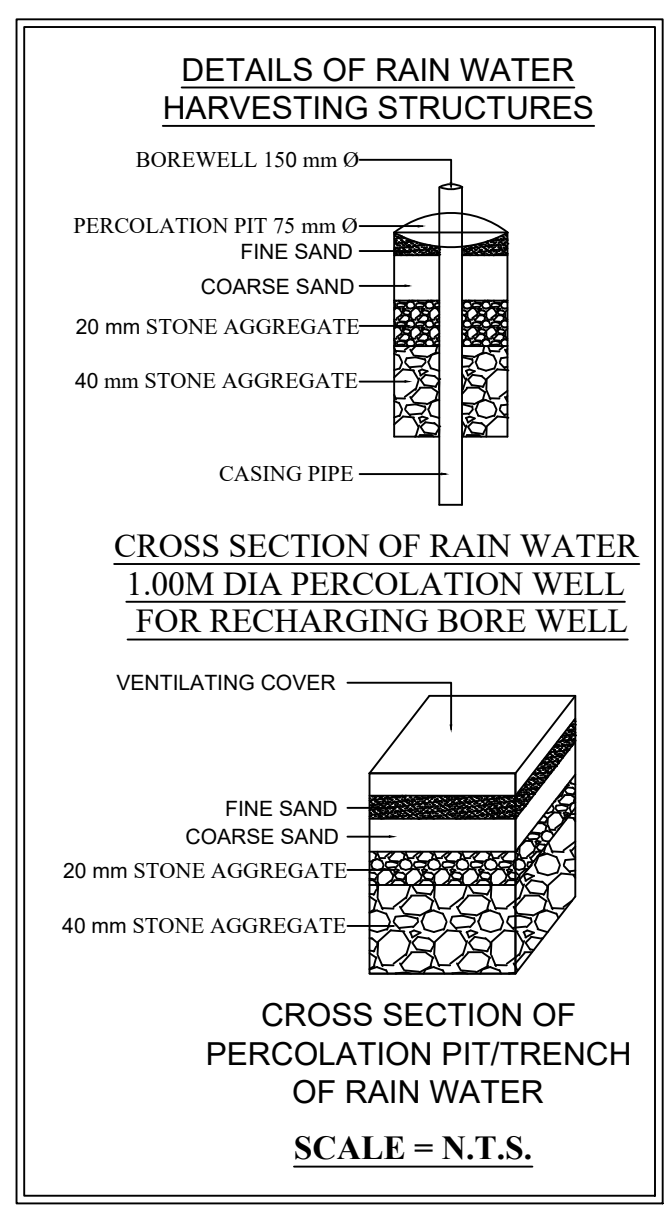 DETAILS OF RAIN WATER
HARVESTING STRUCTURES
BOREWELL 150 mm Ø
PERCOLATION PIT 75 mm Ø
FINE SAND
COARSE SAND
20 mm STONE AGGREGATE
40 mm STONE AGGREGATE
CASING PIPE
CROSS SECTION OF RAIN WATER
1.00M DIA PERCOLATION WELL
FOR RECHARGING BORE WELL
VENTILATING COVER
FINE SAND
COARSE SAND
20 mm STONE AGGREGATE
40 mm STONE AGGREGATE
CROSS SECTION OF
PERCOLATION PIT/TRENCH
OF RAIN WATER
SCALE = N.T.S.